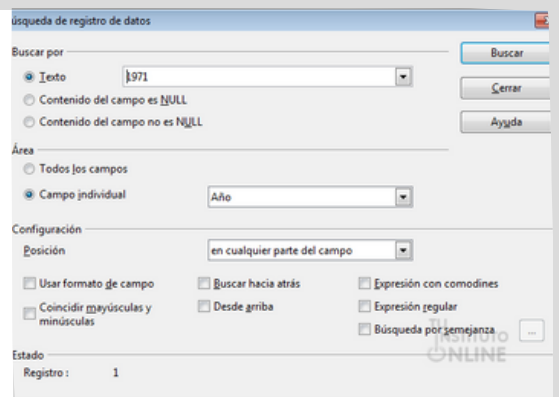 úsqueda de registro de datos
Buscar por
Texto 1971
Contenido del campo es NULL
Contenido del campo no es NULL
Buscar
Cerrar
Ayuda
Área
Todos los campos
Campo individual Año
Configuración
Posición en cualquier parte del campo
Usar formato de campo
Buscar hacia atrás
Expresión con comodines
Coincidir mayúsculas y
minúsculas
Desde arriba
Expresión regular
Búsqueda por semejanza ...
Estado
Registro : 1
TU
INSTITUTO
ONLINE